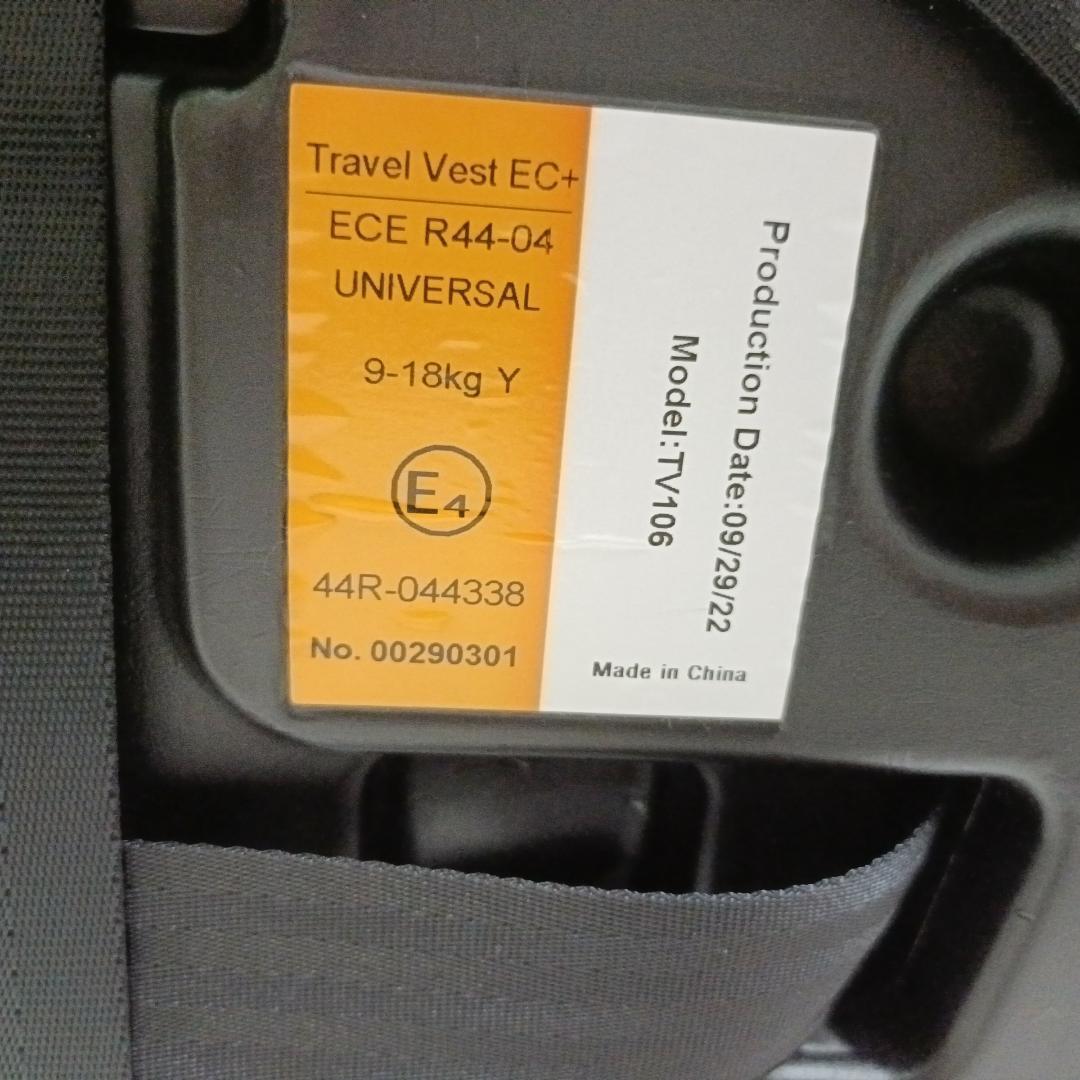 Travel Vest EC+
ECE R44-04
UNIVERSAL
9-18kg Y
E4
44R-044338
No. 00290301
Production Date:09/29/22
Model:TV106
Made in China